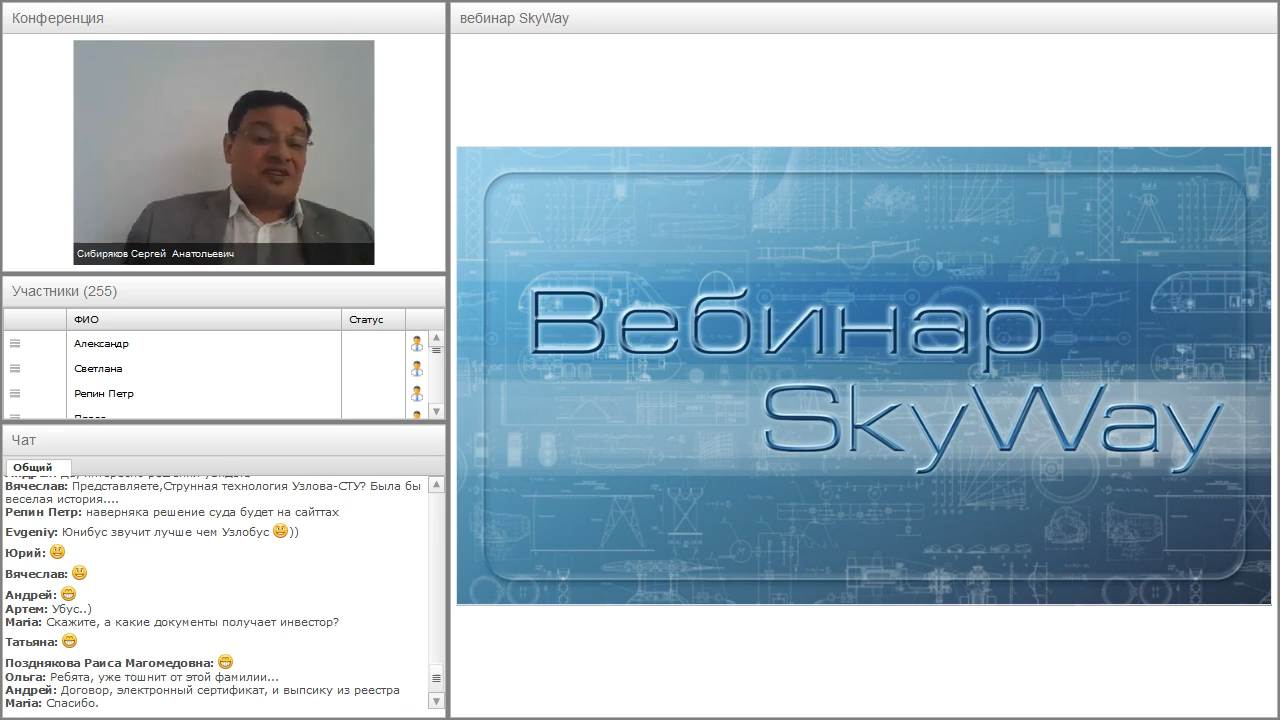 Конференция
Сибиряков Сергей Анатольевич
Участники (255)
ФИО Статус
Александр
Светлана
Репин Петр
Чат
Общий
Вячеслав: Представляете,Струнная технология Узлова-СТУ? Была бы
веселая история....
Репин Петр: наверняка решение суда будет на сайттах
Evgeniy: Юнибус звучит лучше чем Узлобус ))
Юрий:
Вячеслав:
Андрей:
Артем: Убус..)
Maria: Скажите, а какие документы получает инвестор?
Татьяна:
Позднякова Раиса Магомедовна:
Ольга: Ребята, уже тошнит от этой фамилии...
Андрей: Договор, электронный сертификат, и выпсику из реестра
Maria: Спасибо.
вебинар SkyWay
Вебинар
SkyWay